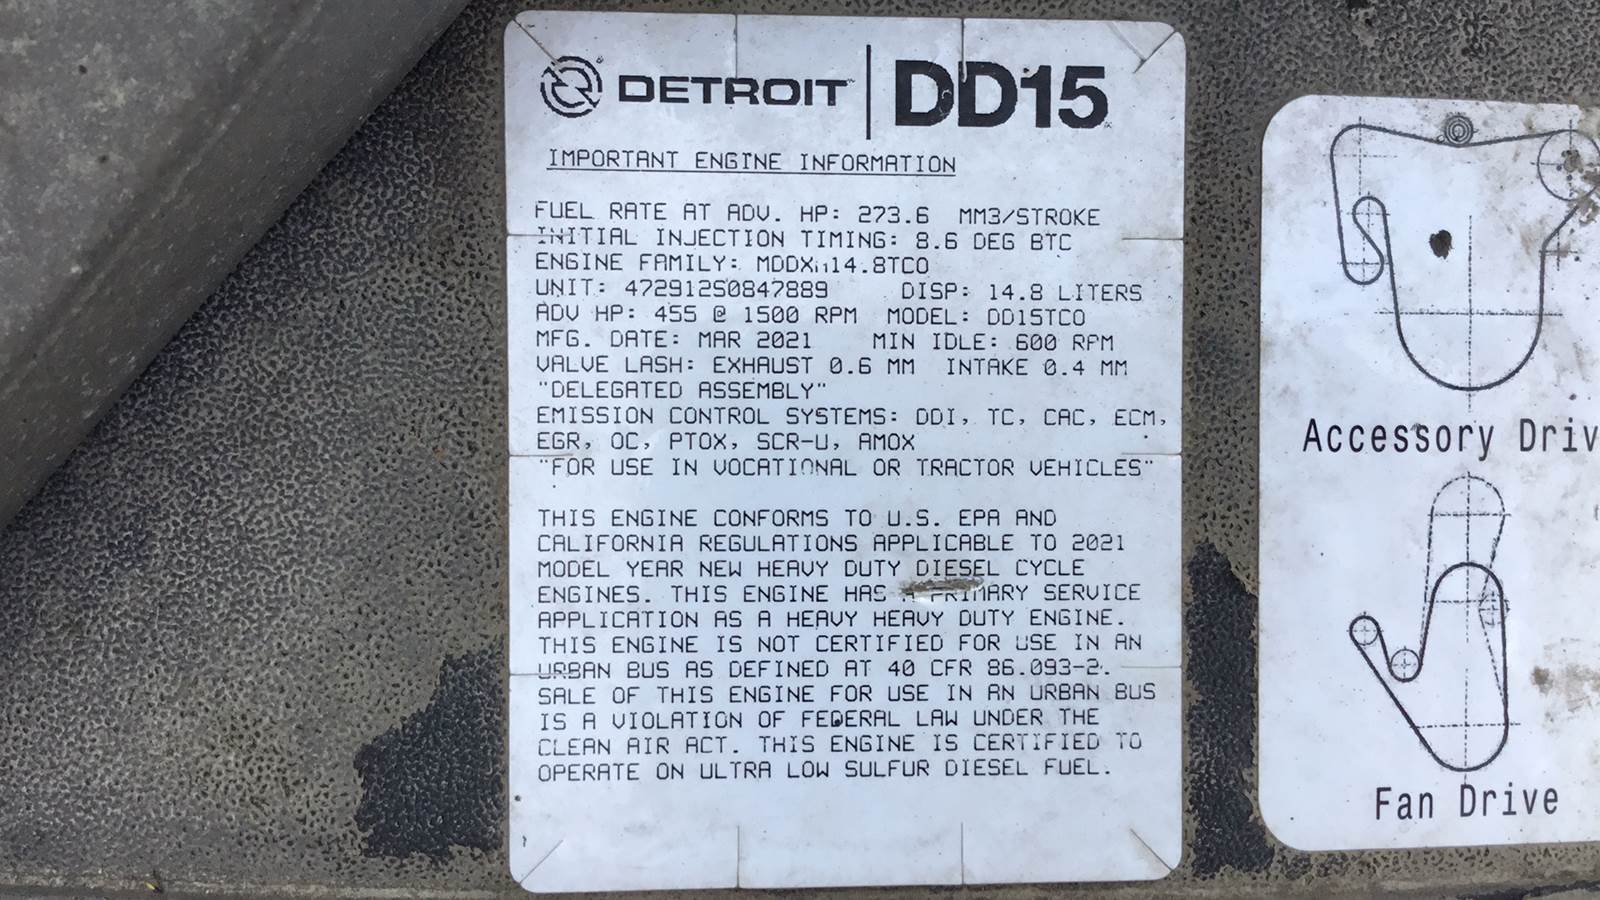 DETROIT DD15
IMPORTANT ENGINE INFORMATION
FUEL RATE AT ADV. HP: 273.6 MM3/STROKE
INITIAL INJECTION TIMING: 8.6 DEG BTC
ENGINE FAMILY:
UNIT: 472912S0847889 DISP: 14.8 LITERS
ADV HP: 455 @ 1500 RPM MODEL: DD15TCO
MFG. DATE: MAR 2021 MIN IDLE: 600 RPM
VALVE LASH: EXHAUST 0.6 MM INTAKE 0.4 MM
"DELEGATED ASSEMBLY"
EMISSION CONTROL SYSTEMS: DDI, TC, CAC, ECM,
EGR, OC, PTOX, SCR-U, AMOX
"FOR USE IN VOCATIONAL OR TRACTOR VEHICLES"
THIS ENGINE CONFORMS TO U.S. EPA AND
CALIFORNIA REGULATIONS APPLICABLE TO 2021
MODEL YEAR NEW HEAVY DUTY DIESEL CYCLE
ENGINES. THIS ENGINE HAS A PRIMARY SERVICE
APPLICATION AS A HEAVY HEAVY DUTY ENGINE.
THIS ENGINE IS NOT CERTIFIED FOR USE IN AN
URBAN BUS AS DEFINED AT 40 CFR 86.093-2.
SALE OF THIS ENGINE FOR USE IN AN URBAN BUS
IS A VIOLATION OF FEDERAL LAW UNDER THE
CLEAN AIR ACT. THIS ENGINE IS CERTIFIED TO
OPERATE ON ULTRA LOW SULFUR DIESEL FUEL.
Accessory Driv
Fan Drive